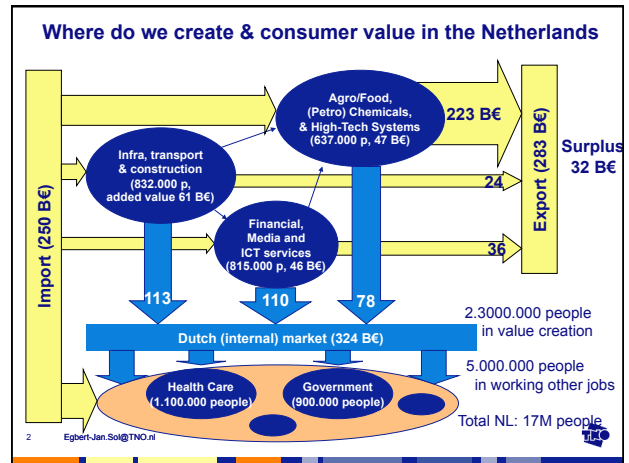 Where do we create & consumer value in the Netherlands
Agro/Food,
(Petro) Chemicals,
& High-Tech Systems
(637.000 p, 47 B€)
223 B€
Surplus
32 B€
Infra, transport
& construction
(832.000 p,
added value 61 B€)
24
Financial,
Media and
ICT services
(815.000 p, 46 B€)
36
Import (250 B€)
Export (283 B€)
113
110
78
2.3000.000 people
in value creation
Dutch (internal) market (324 B€)
5.000.000 people
in working other jobs
Health Care
(1.100.000 people)
Government
(900.000 people)
Total NL: 17M people
2
Egbert-Jan.Sol@TNO.nl
TNO